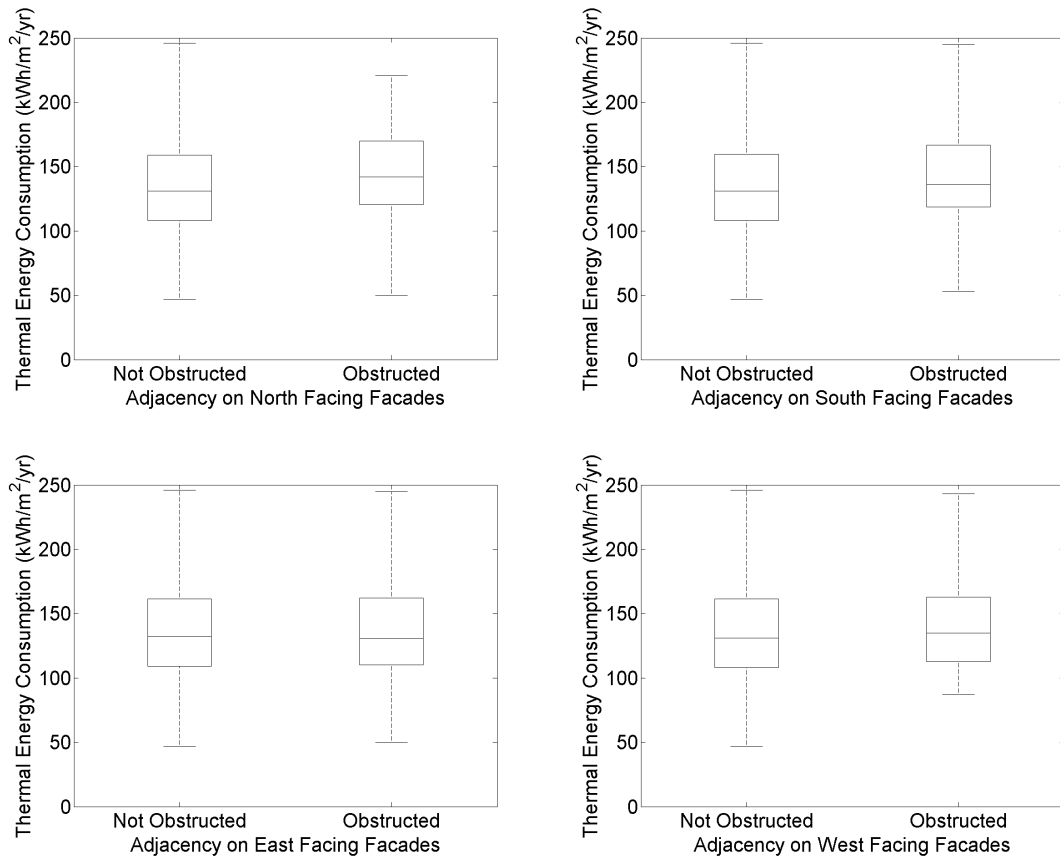 Thermal Energy Consumption (kWh/m²/yr)
250
200
150
100
50
0
Not Obstructed Obstructed
Adjacency on North Facing Facades
Thermal Energy Consumption (kWh/m²/yr)
250
200
150
100
50
0
Not Obstructed Obstructed
Adjacency on South Facing Facades
Thermal Energy Consumption (kWh/m²/yr)
250
200
150
100
50
0
Not Obstructed Obstructed
Adjacency on East Facing Facades
Thermal Energy Consumption (kWh/m²/yr)
250
200
150
100
50
0
Not Obstructed Obstructed
Adjacency on West Facing Facades